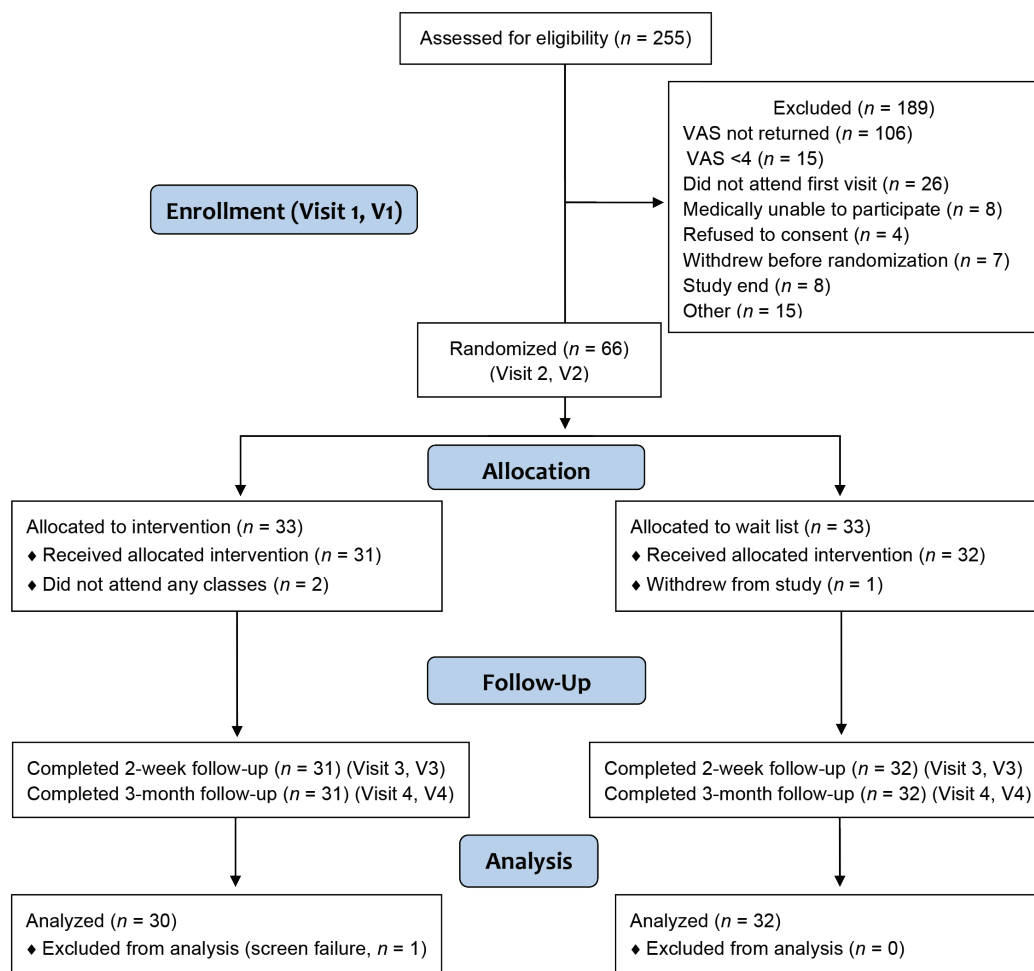 Assessed for eligibility (n = 255)
Excluded (n = 189)
VAS not returned (n = 106)
VAS <4 (n = 15)
Did not attend first visit (n = 26)
Medically unable to participate (n = 8)
Refused to consent (n = 4)
Withdrew before randomization (n = 7)
Study end (n = 8)
Other (n = 15)
Enrollment (Visit 1, V1)
Randomized (n = 66)
(Visit 2, V2)
Allocation
Allocated to intervention (n = 33)
♦ Received allocated intervention (n = 31)
♦ Did not attend any classes (n = 2)
Allocated to wait list (n = 33)
♦ Received allocated intervention (n = 32)
♦ Withdrew from study (n = 1)
Follow-Up
Completed 2-week follow-up (n = 31) (Visit 3, V3)
Completed 3-month follow-up (n = 31) (Visit 4, V4)
Completed 2-week follow-up (n = 32) (Visit 3, V3)
Completed 3-month follow-up (n = 32) (Visit 4, V4)
Analysis
Analyzed (n = 30)
♦ Excluded from analysis (screen failure, n = 1)
Analyzed (n = 32)
♦ Excluded from analysis (n = 0)